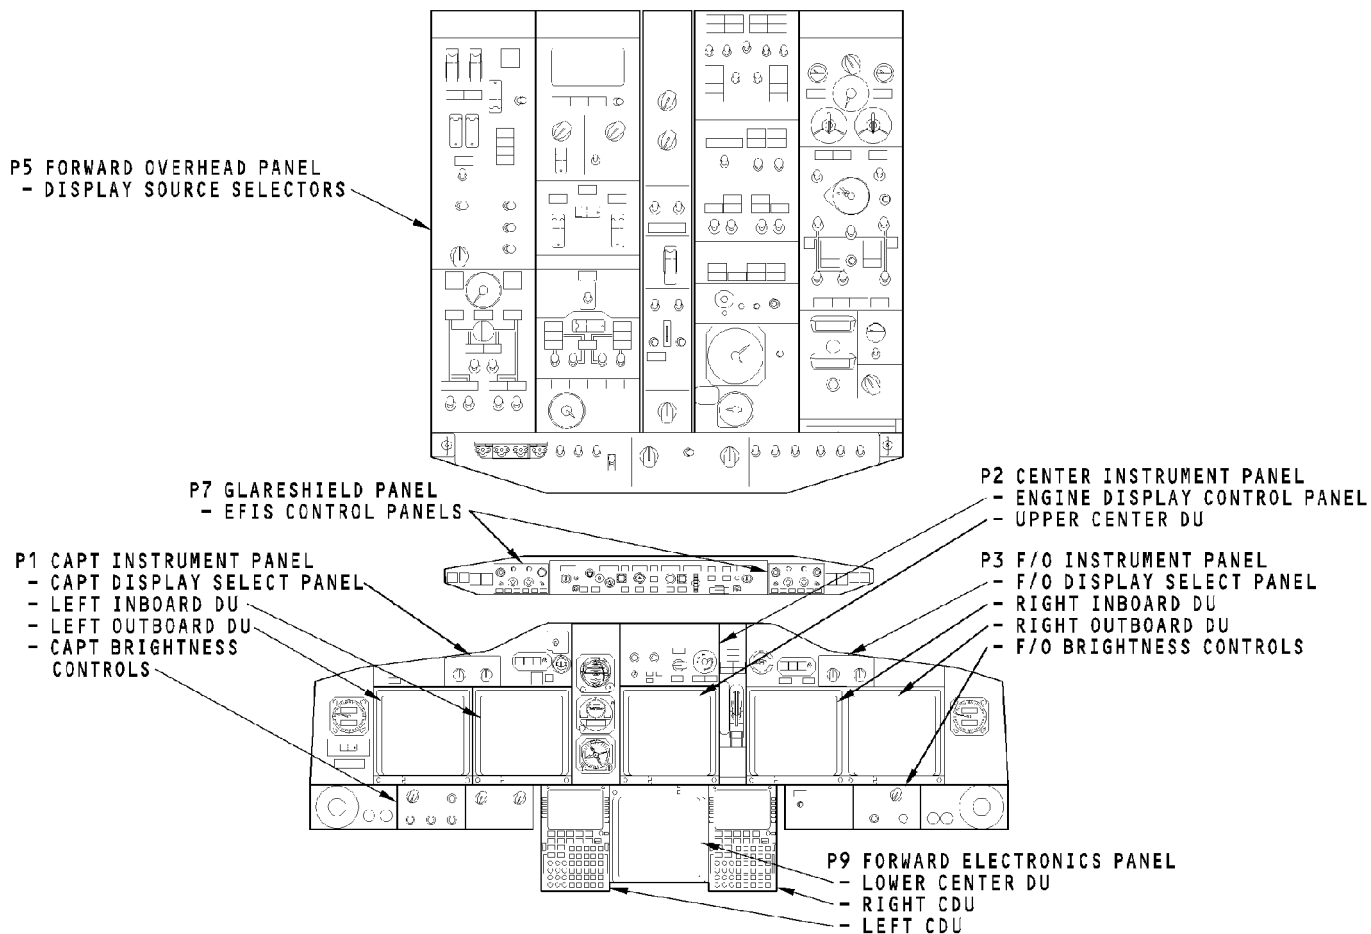 P5 FORWARD OVERHEAD PANEL
- DISPLAY SOURCE SELECTORS
P7 GLARESHIELD PANEL
- EFIS CONTROL PANELS
P2 CENTER INSTRUMENT PANEL
- ENGINE DISPLAY CONTROL PANEL
- UPPER CENTER DU
P1 CAPT INSTRUMENT PANEL
- CAPT DISPLAY SELECT PANEL
- LEFT INBOARD DU
- LEFT OUTBOARD DU
- CAPT BRIGHTNESS
CONTROLS
P3 F/O INSTRUMENT PANEL
- F/O DISPLAY SELECT PANEL
- RIGHT INBOARD DU
- RIGHT OUTBOARD DU
- F/O BRIGHTNESS CONTROLS
P9 FORWARD ELECTRONICS PANEL
- LOWER CENTER DU
- RIGHT CDU
- LEFT CDU